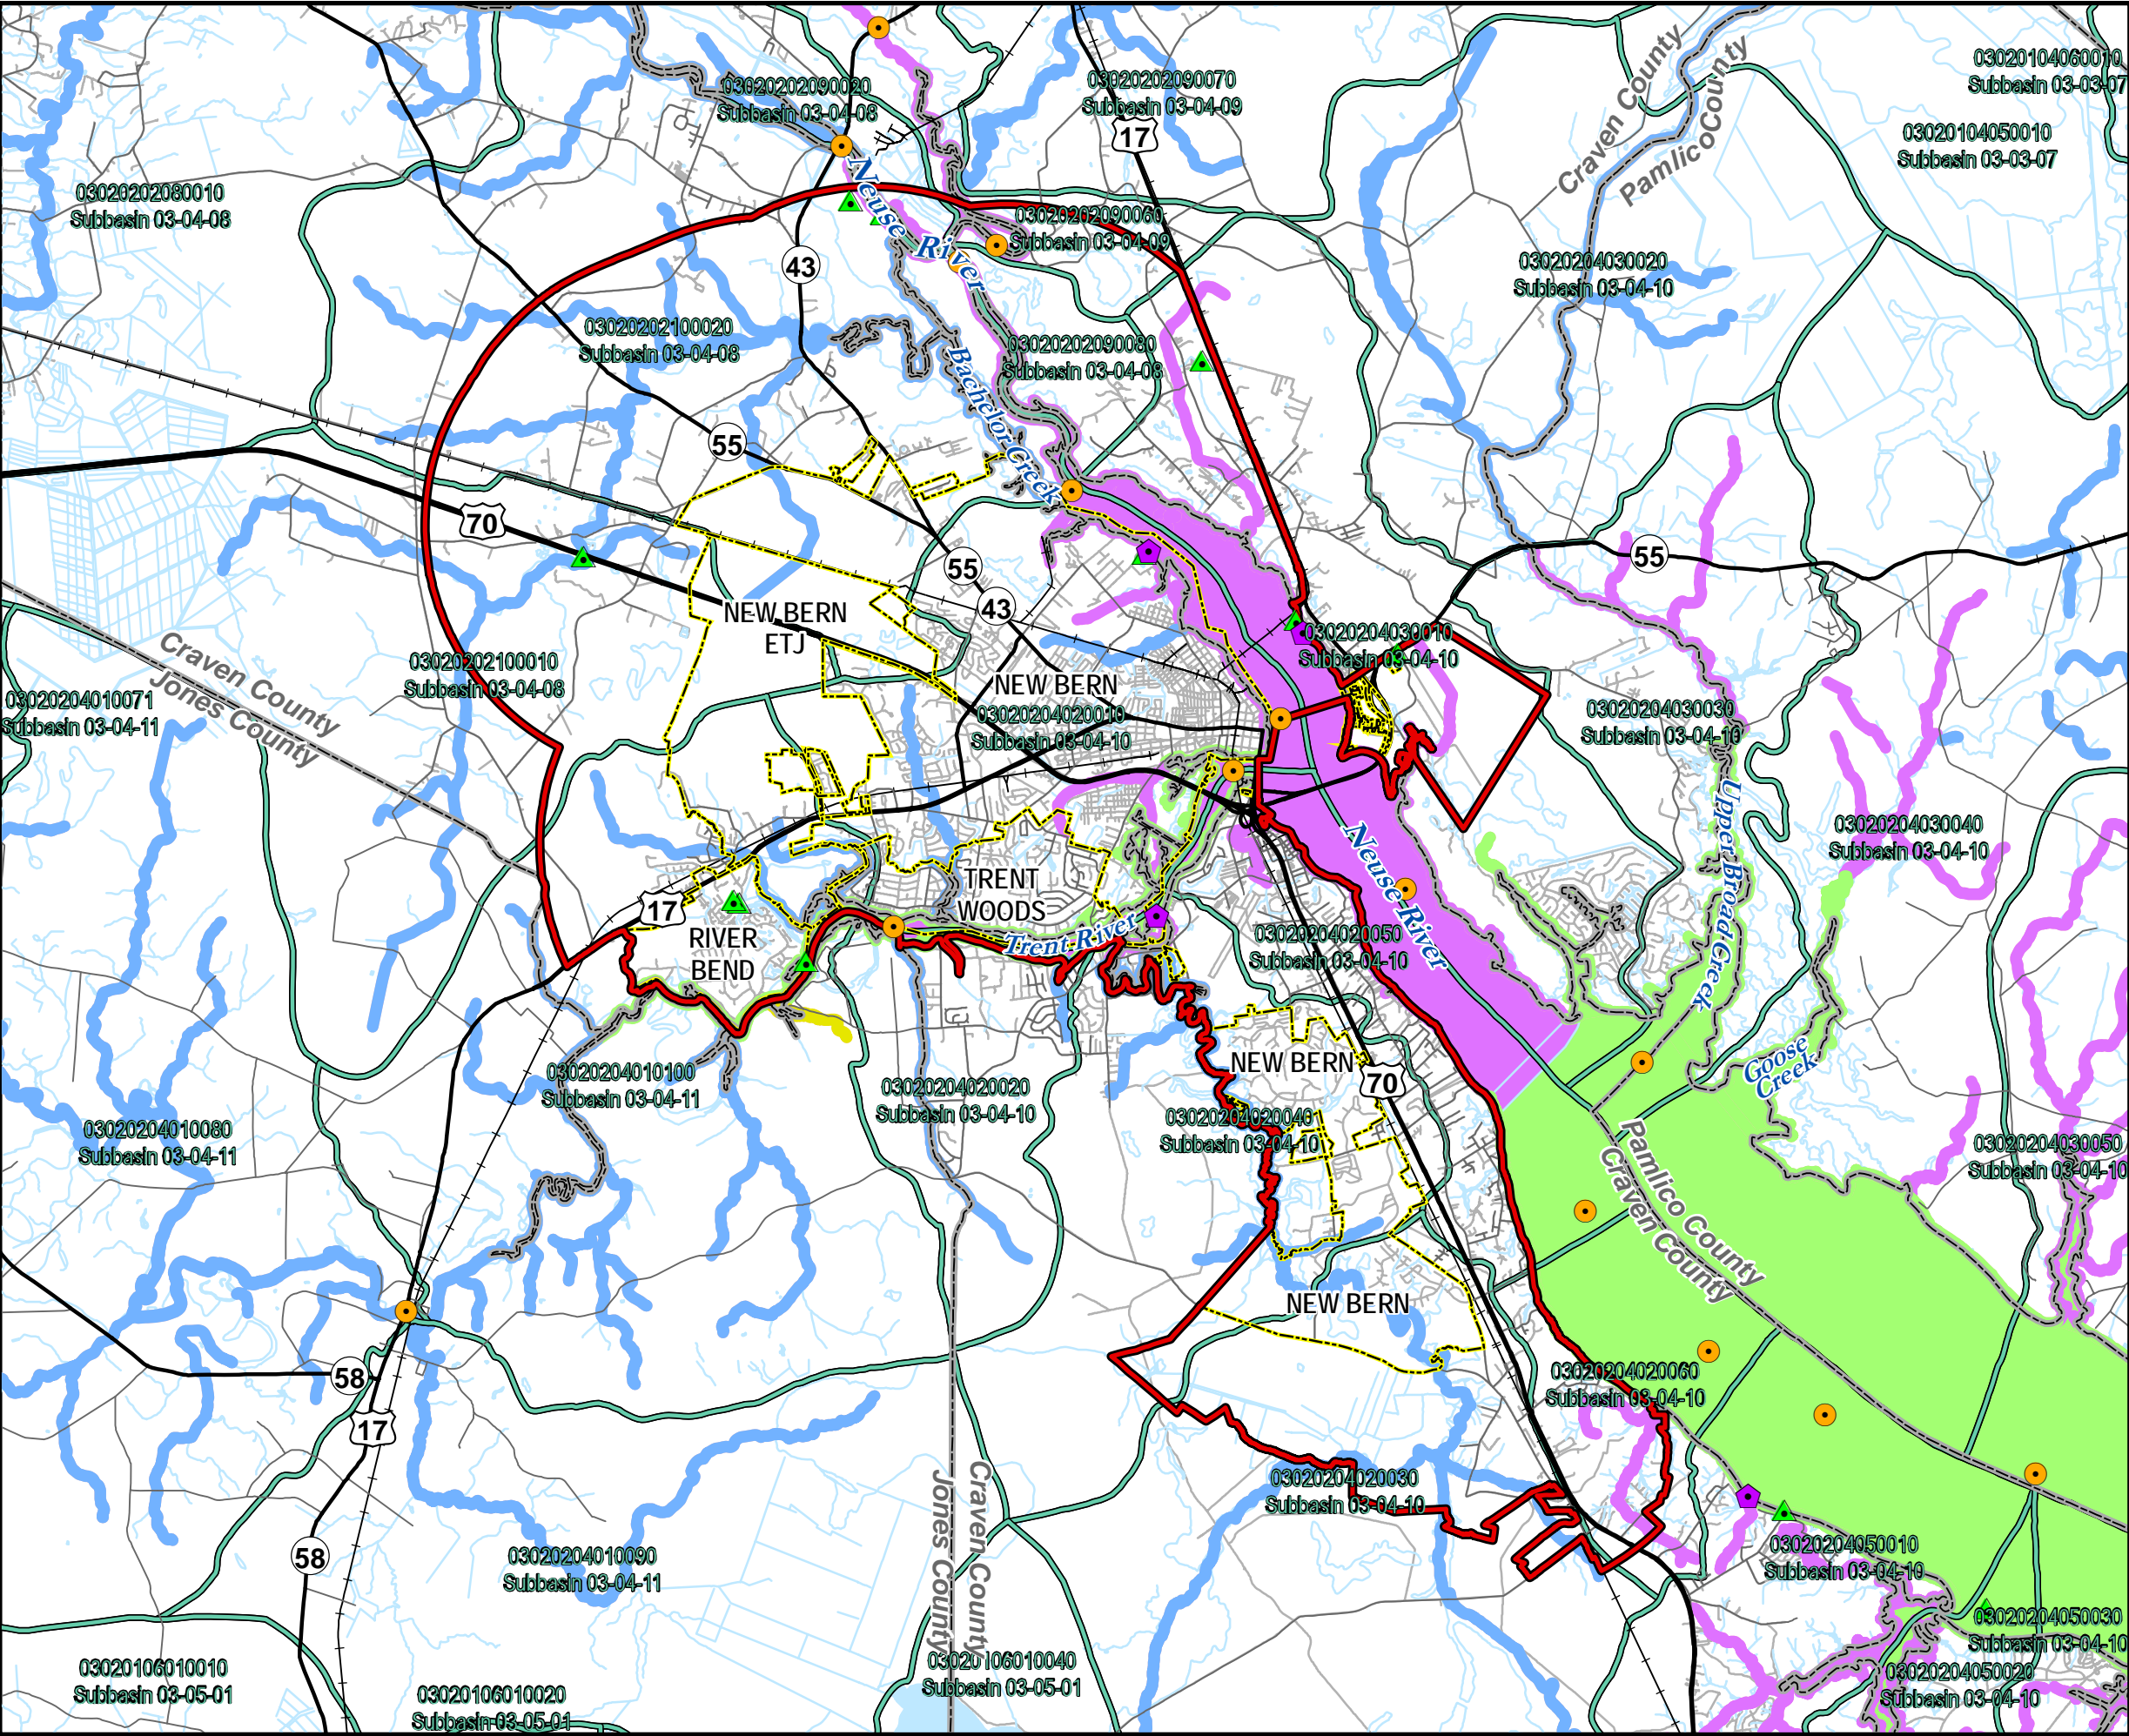 03020202090020
Subbasin 03-04-08
03020202090070
Subbasin 03-04-09
17
Craven County
Pamlico County
03020104060010
Subbasin 03-03-07
03020104050010
Subbasin 03-03-07
03020202080010
Subbasin 03-04-08
Neuse River
03020202090060
Subbasin 03-04-09
43
03020204030020
Subbasin 03-04-10
03020202100020
Subbasin 03-04-08
03020202090080
Subbasin 03-04-08
Bachelor Creek
55
70
55
55
43
NEW BERN
ETJ
03020204030010
Subbasin 03-04-10
Craven County
Jones County
03020202100010
Subbasin 03-04-08
03020204010071
Subbasin 03-04-11
NEW BERN
03020204020010
Subbasin 03-04-10
03020204030030
Subbasin 03-04-10
Upper Broad Creek
03020204030040
Subbasin 03-04-10
Neuse River
TRENT
WOODS
17
RIVER
BEND
Trent River
03020204020050
Subbasin 03-04-10
NEW BERN
70
Goose
Creek
03020204010100
Subbasin 03-04-11
03020204020020
Subbasin 03-04-10
03020204020040
Subbasin 03-04-10
03020204010080
Subbasin 03-04-11
Pamlico County
Craven County
03020204030050
Subbasin 03-04-10
NEW BERN
58
17
03020204020060
Subbasin 03-04-10
03020204020030
Subbasin 03-04-10
Craven County
Jones County
58
03020204010090
Subbasin 03-04-11
03020204050010
Subbasin 03-04-10
03020204050030
Subbasin 03-04-10
03020106010010
Subbasin 03-05-01
03020106010020
Subbasin 03-05-01
03020106010040
Subbasin 03-05-01
03020204050020
Subbasin 03-04-10